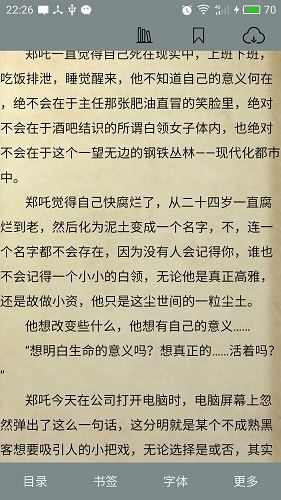 22:26
70
郑吒一直觉得自己死在现实中，上班下班，
吃饭排泄，睡觉醒来，他不知道自己的意义何在
，绝不会在于主任那张肥油直冒的笑脸里，绝对
不会在于酒吧结识的所谓白领女子体内，也绝对
不会在于这个一望无边的钢铁丛林——现代化都市
中。
郑吒觉得自己快腐烂了，从二十四岁一直腐
烂到老，然后化为泥土变成一个名字，不，连一
个名字都不会存在，因为没有人会记得你，谁也
不会记得一个小小的白领，无论他是真正高雅，
还是故做小资，他只是这尘世间的一粒尘土。
他想改变些什么，他想有自己的意义……
“想明白生命的意义吗？想真正的……活着吗？
”
郑吒今天在公司打开电脑时，电脑屏幕上忽
然弹出了这么一句话，这分明就是某个不成熟黑
客想要吸引人的小把戏，无论选择是或否，其实
目录
书签
字体
更多